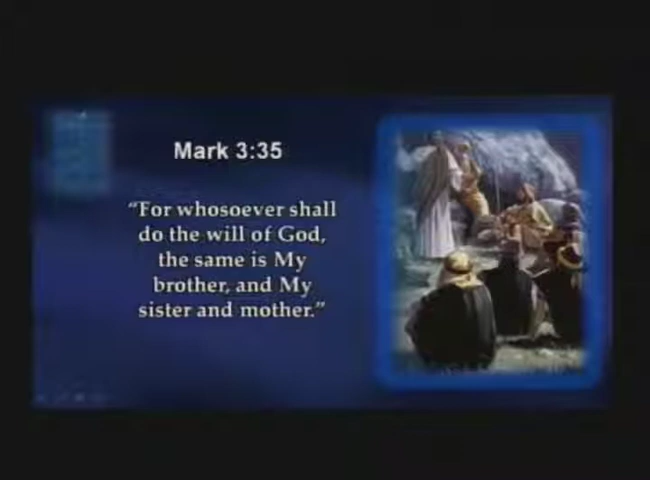 Mark 3:35
“For whosoever shall
do the will of God,
the same is My
brother, and My
sister and mother.”